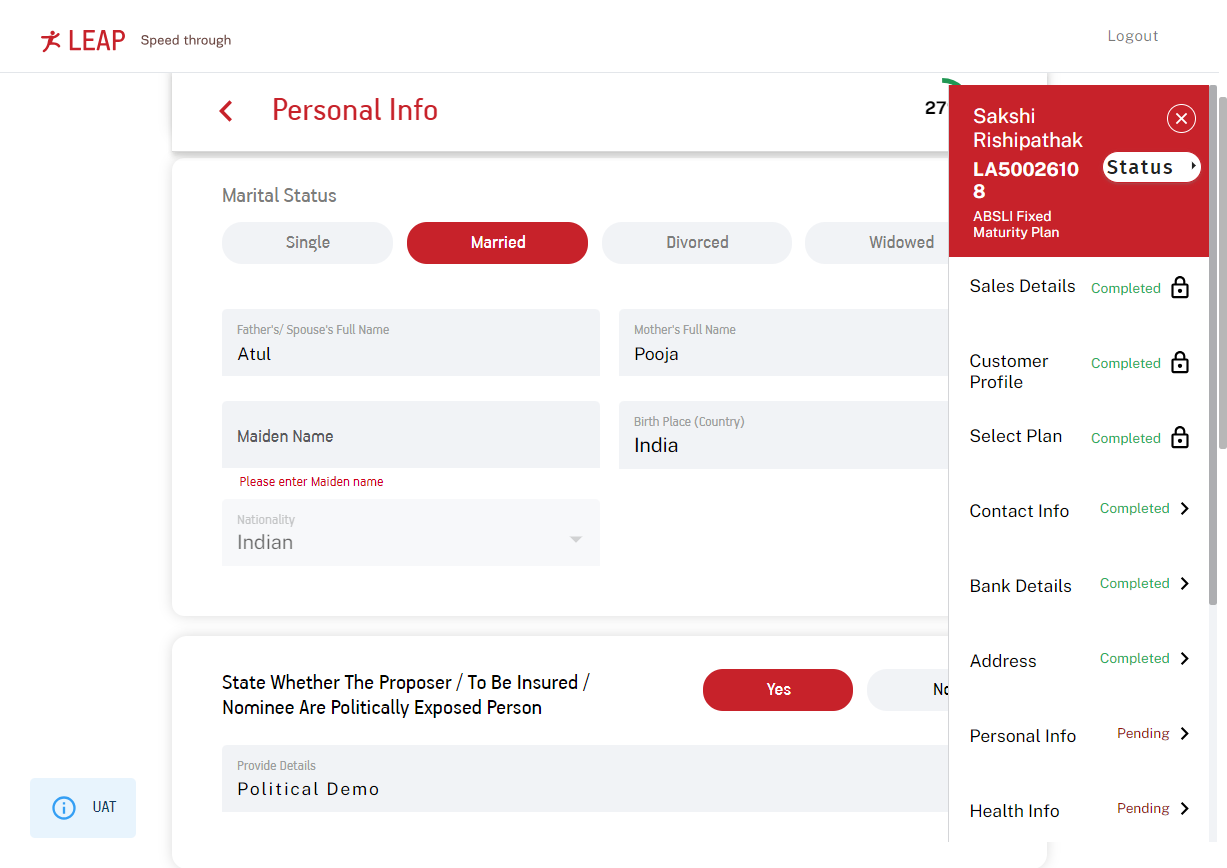 LEAP Speed through
Logout
Personal Info
27
Marital Status
Single
Married
Divorced
Widowed
Father's/ Spouse's Full Name
Atul
Mother's Full Name
Pooja
Maiden Name
Please enter Maiden name
Birth Place (Country)
India
Nationality
Indian
State Whether The Proposer / To Be Insured /
Nominee Are Politically Exposed Person
Yes
Provide Details
Political Demo
UAT
Sakshi
Rishipathak
LA5002610
8
ABSLI Fixed
Maturity Plan
Status
Sales Details Completed
Customer
Profile
Completed
Select Plan Completed
Contact Info Completed
Bank Details Completed
Address Completed
Personal Info Pending
Health Info Pending